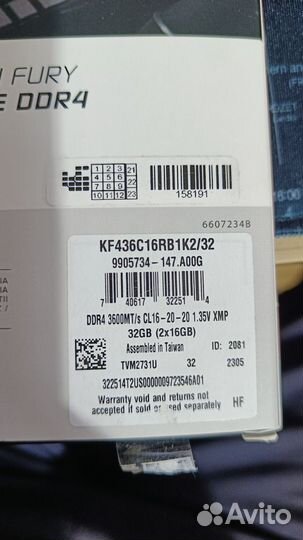 FURY
DDR4
1 2 3 21
4 5 6 22
7 8 9
10 11 12 23
158191
6607234B
KF436C16RB1K2/32
9905734-147.A00G
7 40617 32251 4
DDR4 3600MT/s CL16-20-20 1.35V XMP
32GB (2x16GB)
Assembled in Taiwan ID: 2081
TVM2731U 32 2305
322514T2US0000009723546A01
Warranty void and returns not
accepted if sold or used separately HF
Avito